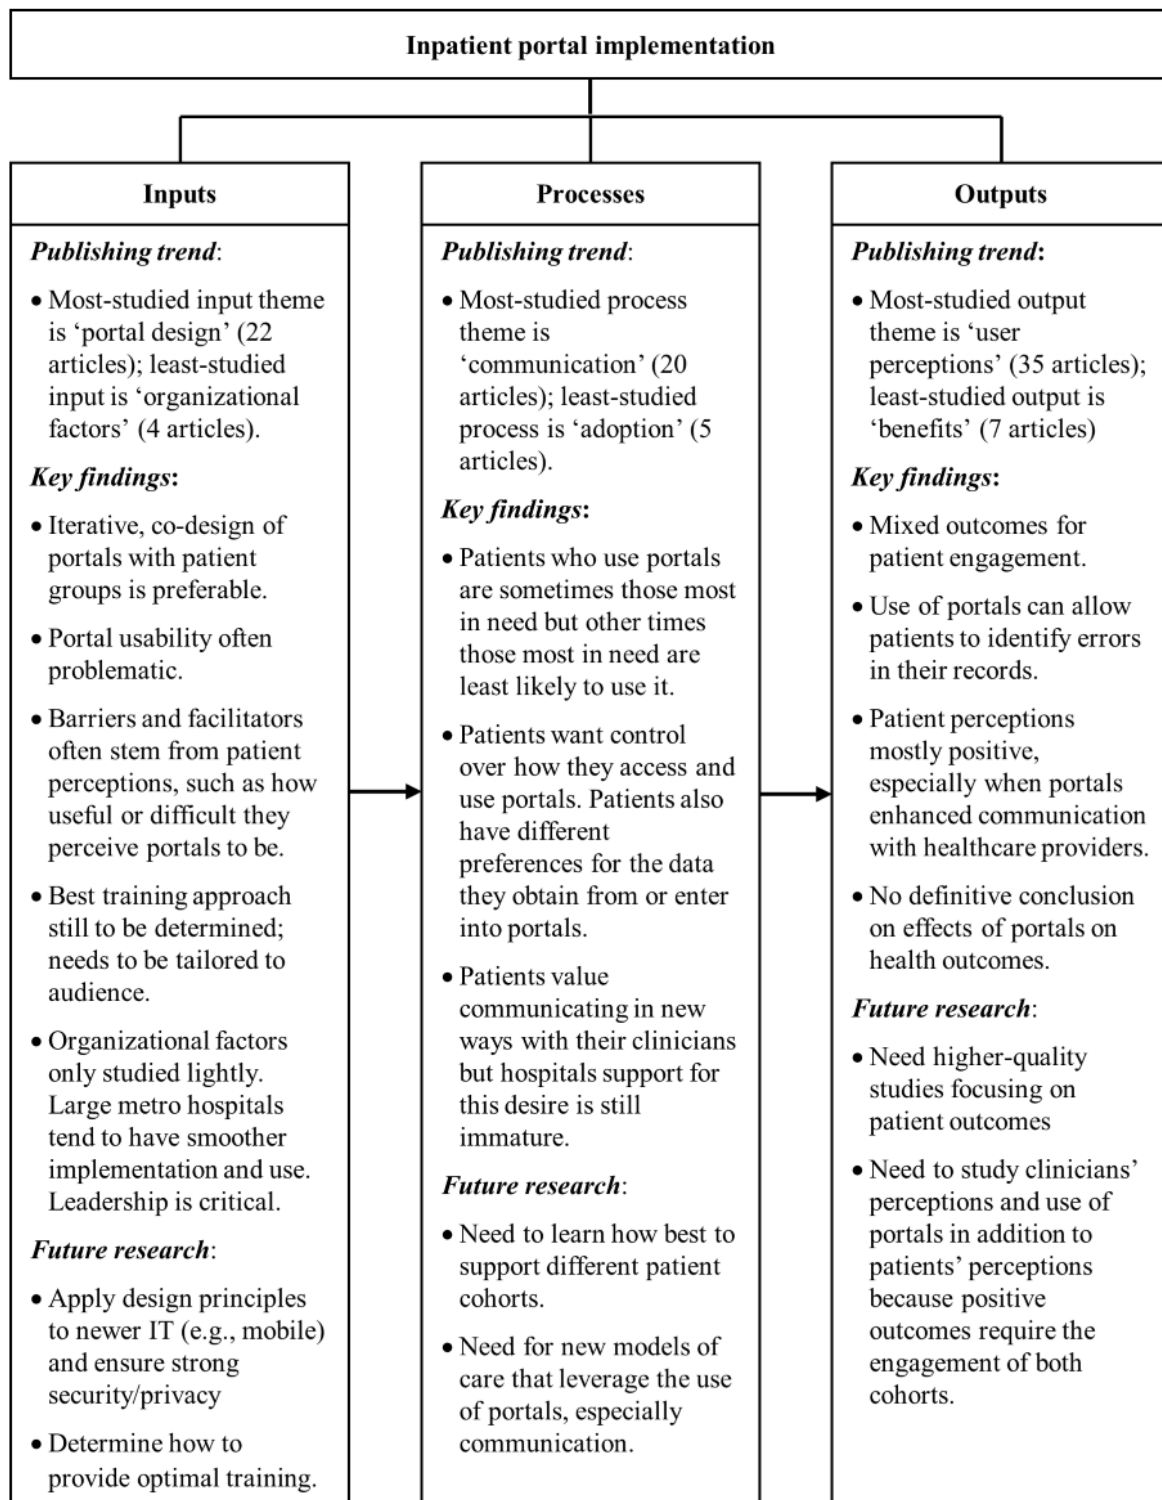 Inpatient portal implementation
Inputs
Publishing trend:
• Most-studied input theme
is ‘portal design’ (22
articles); least-studied
input is ‘organizational
factors’ (4 articles).
Key findings:
• Iterative, co-design of
portals with patient
groups is preferable.
• Portal usability often
problematic.
• Barriers and facilitators
often stem from patient
perceptions, such as how
useful or difficult they
perceive portals to be.
• Best training approach
still to be determined;
needs to be tailored to
audience.
• Organizational factors
only studied lightly.
Large metro hospitals
tend to have smoother
implementation and use.
Leadership is critical.
Future research:
• Apply design principles
to newer IT (e.g., mobile)
and ensure strong
security/privacy
• Determine how to
provide optimal training.
Processes
Publishing trend:
• Most-studied process
theme is
‘communication’ (20
articles); least-studied
process is ‘adoption’ (5
articles).
Key findings:
• Patients who use portals
are sometimes those most
in need but other times
those most in need are
least likely to use it.
• Patients want control
over how they access and
use portals. Patients also
have different
preferences for the data
they obtain from or enter
into portals.
• Patients value
communicating in new
ways with their clinicians
but hospitals support for
this desire is still
immature.
Future research:
• Need to learn how best to
support different patient
cohorts.
• Need for new models of
care that leverage the use
of portals, especially
communication.
Outputs
Publishing trend:
• Most-studied output
theme is ‘user
perceptions’ (35 articles);
least-studied output is
‘benefits’ (7 articles)
Key findings:
• Mixed outcomes for
patient engagement.
• Use of portals can allow
patients to identify errors
in their records.
• Patient perceptions
mostly positive,
especially when portals
enhanced communication
with healthcare providers.
• No definitive conclusion
on effects of portals on
health outcomes.
Future research:
• Need higher-quality
studies focusing on
patient outcomes
• Need to study clinicians’
perceptions and use of
portals in addition to
patients’ perceptions
because positive
outcomes require the
engagement of both
cohorts.